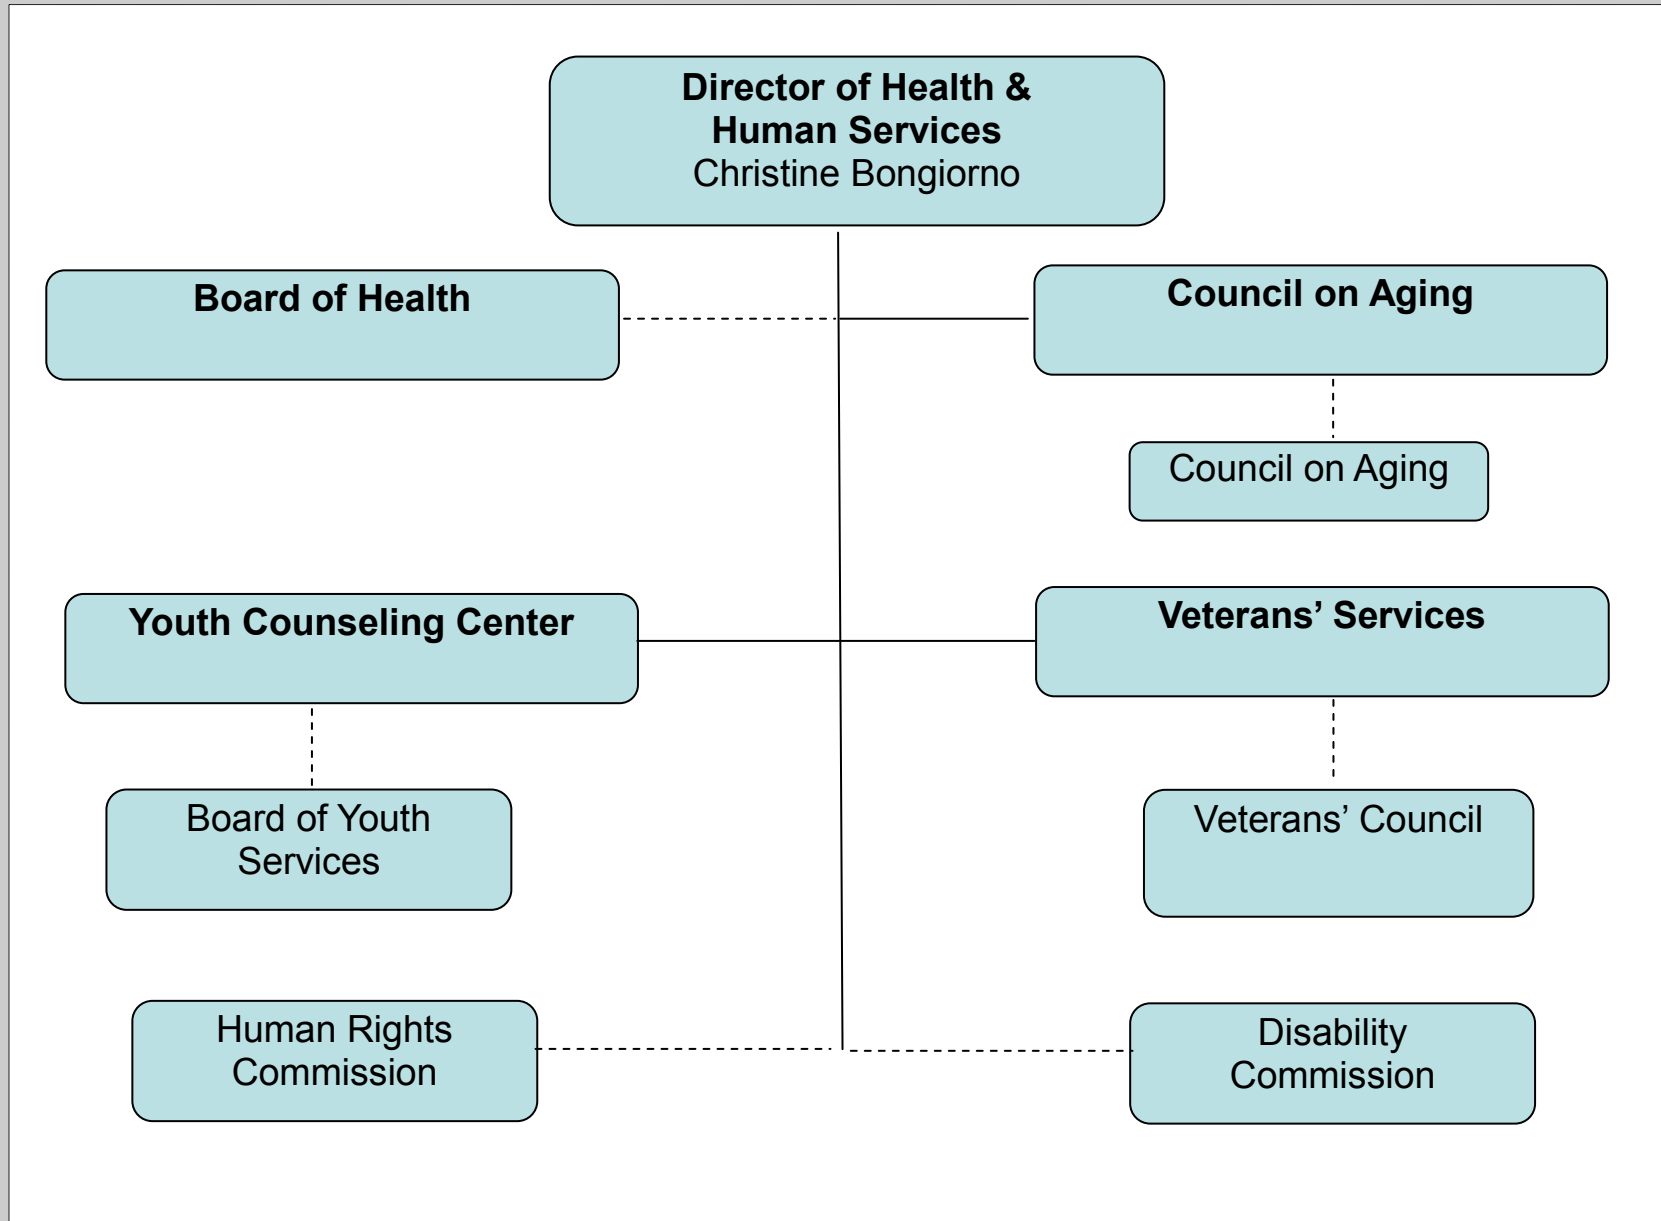 Director of Health &
Human Services
Christine Bongiorno
Board of Health
Council on Aging
Council on Aging
Youth Counseling Center
Veterans’ Services
Board of Youth
Services
Veterans’ Council
Human Rights
Commission
Disability
Commission